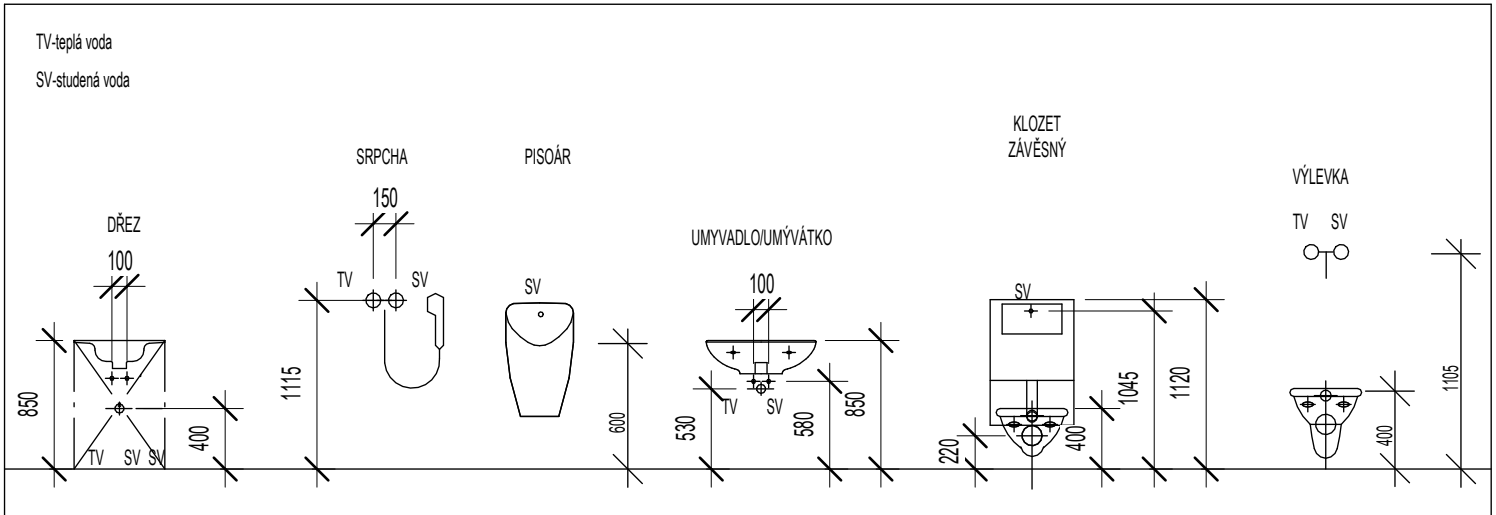 TV-teplá voda
SV-studená voda
DŘEZ
100
850
400
TV SV SV
SRPCHA
150
TV SV
1115
PISOÁR
SV
600
UMYVADLO/UMÝVÁTKO
100
TV SV
530
580
850
KLOZET
ZÁVĚSNÝ
SV
220
400
1045
1120
VÝLEVKA
TV SV
400
1105